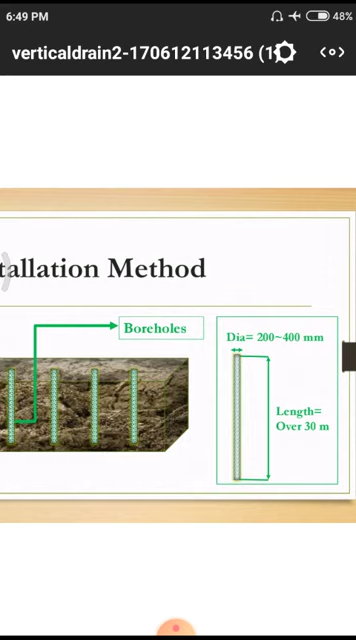 6:49 PM
48%
verticaldrain2-170612113456 (1
tallation Method
Boreholes
Dia= 200~400 mm
Length=
Over 30 m